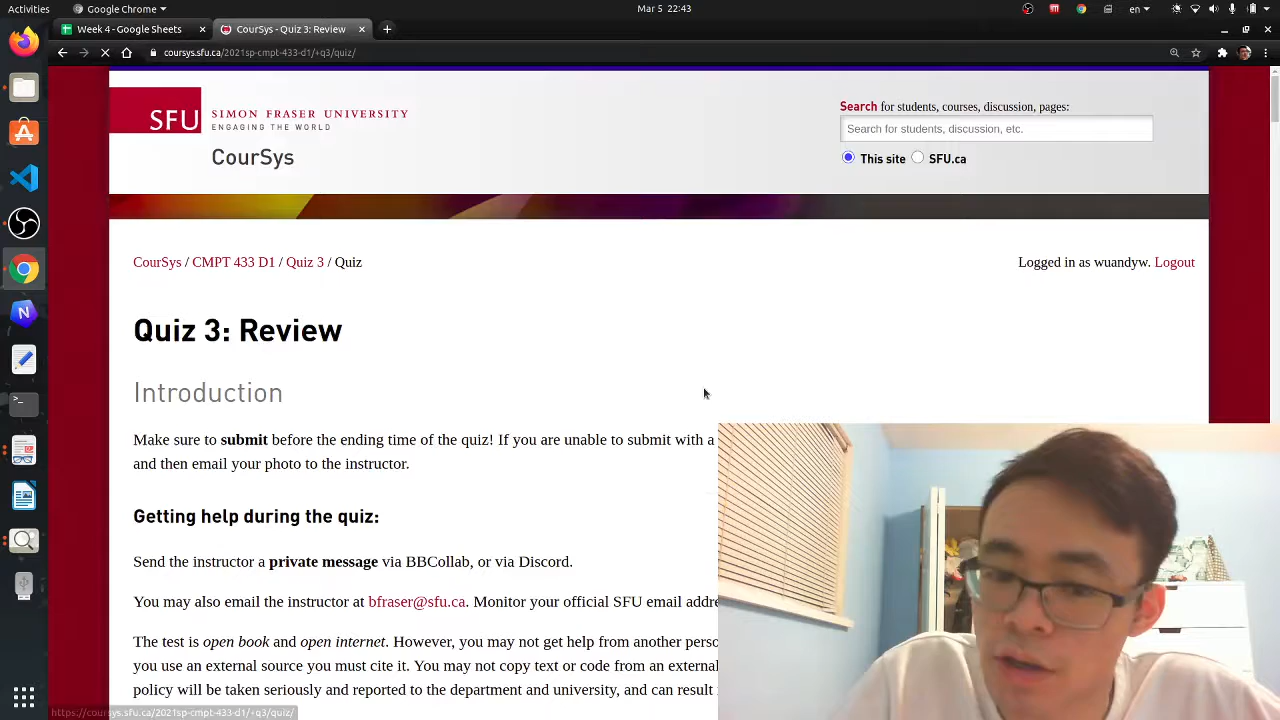 Activities
Google Chrome
Mar 5 22:43
en
Week 4 - Google Sheets
CourSys - Quiz 3: Review
coursys.sfu.ca/2021sp-cmpt-433-d1/+q3/quiz/
SFU
SIMON FRASER UNIVERSITY
ENGAGING THE WORLD
CourSys
Search for students, courses, discussion, pages:
Search for students, discussion, etc.
This site
SFU.ca
CourSys / CMPT 433 D1 / Quiz 3 / Quiz
Logged in as wuandyw. Logout
Quiz 3: Review
Introduction
Make sure to submit before the ending time of the quiz! If you are unable to submit with a
and then email your photo to the instructor.
Getting help during the quiz:
Send the instructor a private message via BBCollab, or via Discord.
You may also email the instructor at bfraser@sfu.ca. Monitor your official SFU email addre
The test is open book and open internet. However, you may not get help from another perso
you use an external source you must cite it. You may not copy text or code from an external
policy will be taken seriously and reported to the department and university, and can result
https://coursys.sfu.ca/2021sp-cmpt-433-d1/+q3/quiz/